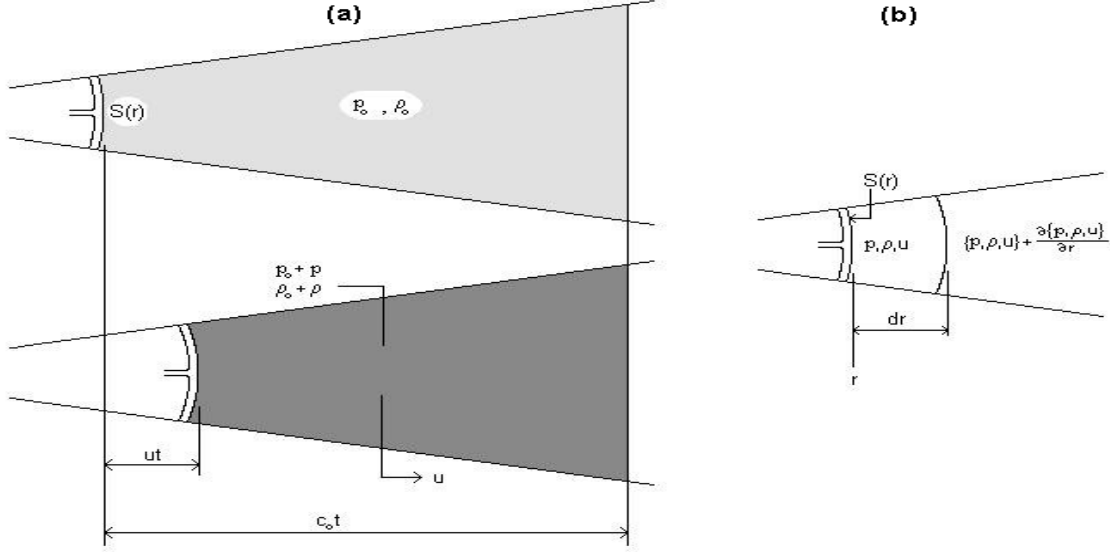 (a)
S(r)
p₀ , ρ₀
p₀ + p
ρ₀ + ρ
ut
u
c₀t
(b)
S(r)
p, ρ, u
{p, ρ, u} + ∂{p, ρ, u}
∂r
dr
r